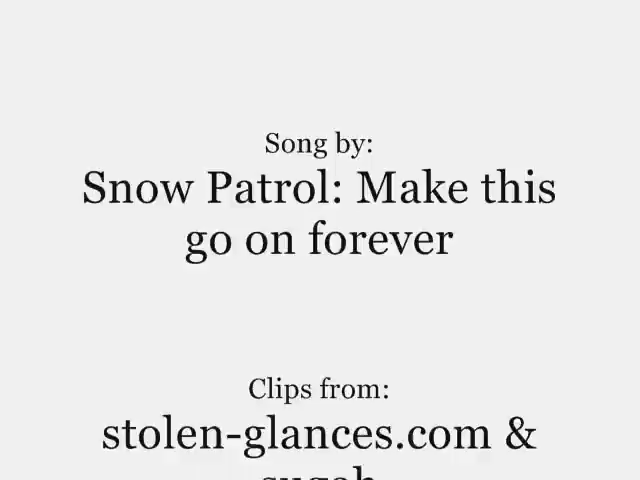 Song by:
Snow Patrol: Make this
go on forever
Clips from:
stolen-glances.com &